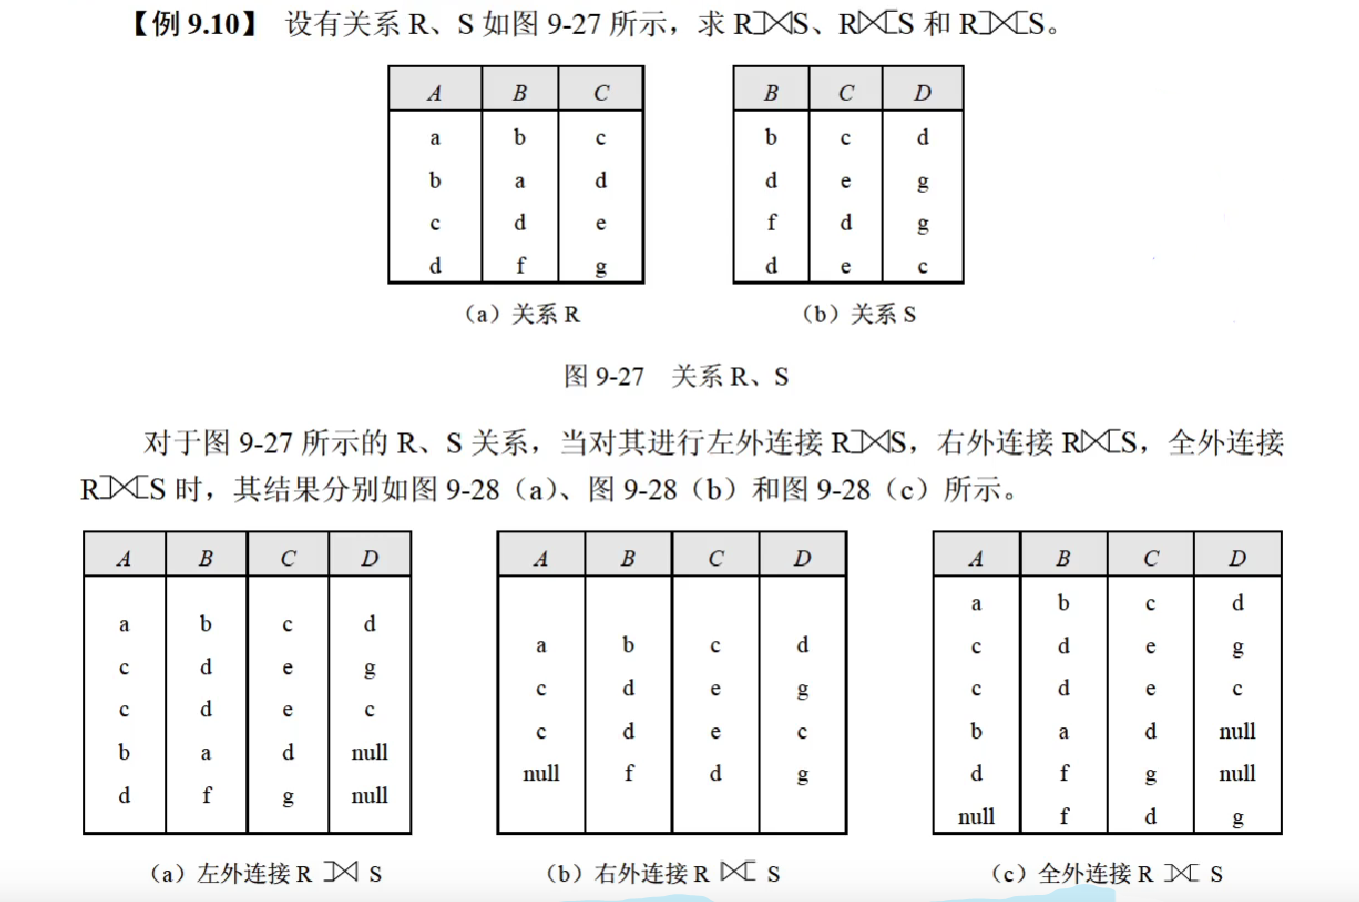 【例 9.10】 设有关系 R、S 如图 9-27 所示，求 R⟕S、R⟖S 和 R⟗S。
A B C
a b c
b a d
c d e
d f g
（a）关系 R
B C D
b c d
d e g
f d g
d e c
（b）关系 S
图 9-27 关系 R、S
对于图 9-27 所示的 R、S 关系，当对其进行左外连接 R⟕S，右外连接 R⟖S，全外连接
R⟗S 时，其结果分别如图 9-28（a）、图 9-28（b）和图 9-28（c）所示。
A B C D
a b c d
c d e g
c d e c
b a d null
d f g null
（a）左外连接 R ⟕ S
A B C D
a b c d
c d e g
c d e c
null f d g
（b）右外连接 R ⟖ S
A B C D
a b c d
c d e g
c d e c
b a d null
d f g null
null f d g
（c）全外连接 R ⟗ S